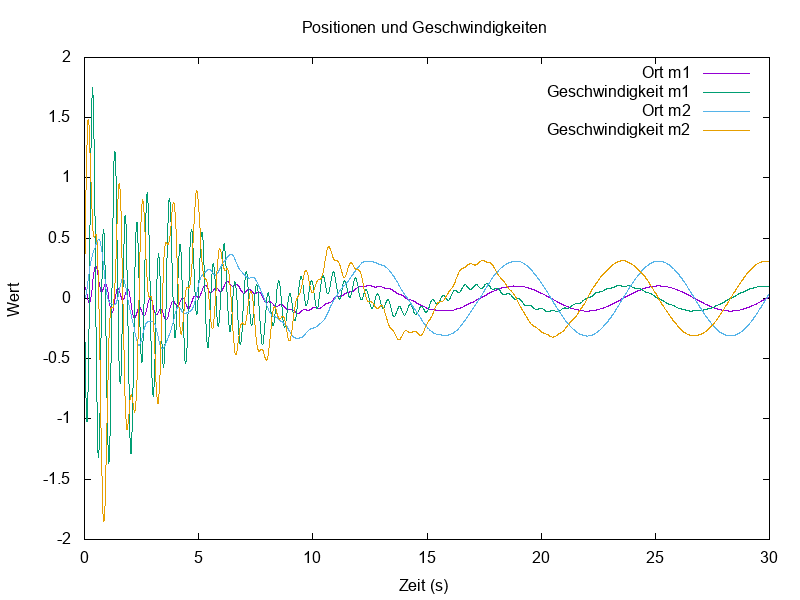 Positionen und Geschwindigkeiten
Ort m1
Geschwindigkeit m1
Ort m2
Geschwindigkeit m2
2
1.5
1
0.5
0
-0.5
-1
-1.5
-2
Wert
0 5 10 15 20 25 30
Zeit (s)